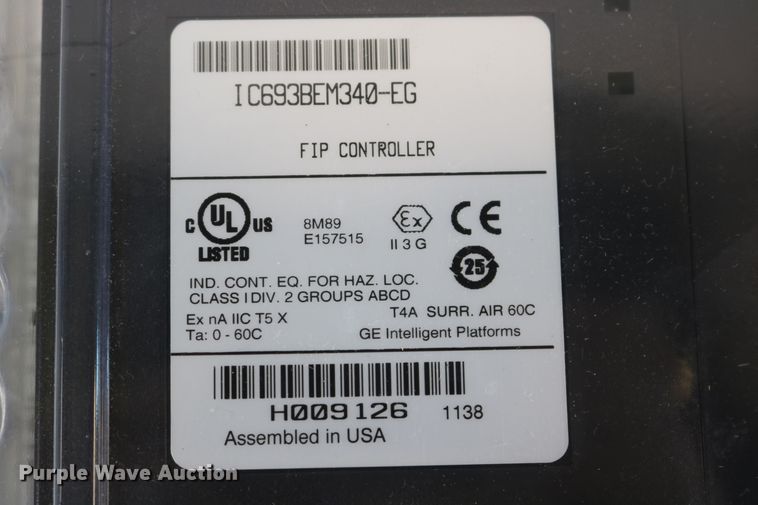 IC693BEM340-EG
FIP CONTROLLER
C UL US
LISTED
8M89
E157515
Ex
II 3 G
CE
25
IND. CONT. EQ. FOR HAZ. LOC.
CLASS I DIV. 2 GROUPS ABCD
Ex nA IIC T5 X
T4A SURR. AIR 60C
Ta: 0 - 60C
GE Intelligent Platforms
H009126 1138
Assembled in USA
Purple Wave Auction